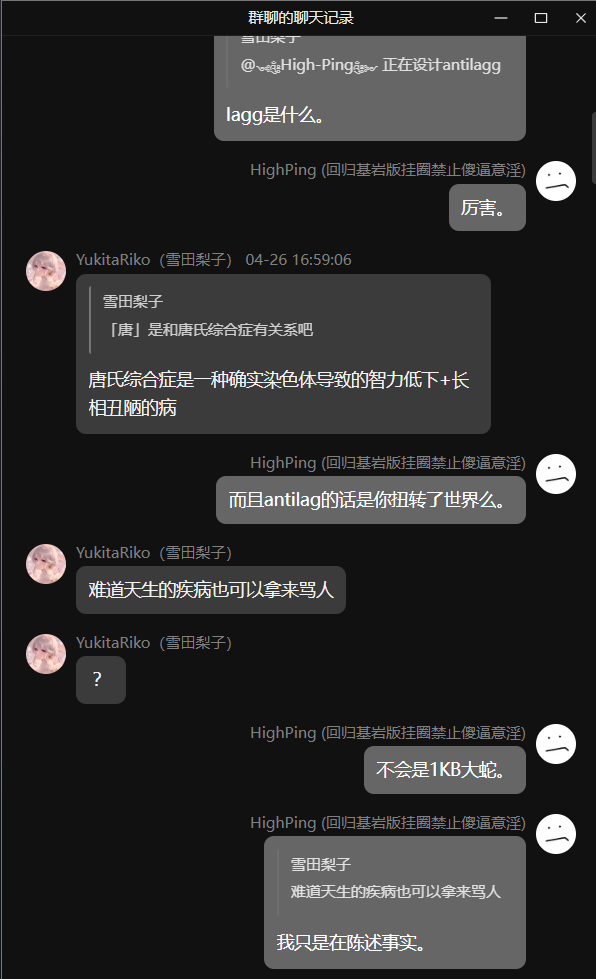 群聊的聊天记录
雪田梨子
@꧁High-Ping꧂ 正在设计antilagg
lagg是什么。
HighPing (回归基岩版挂圈禁止傻逼意淫)
厉害。
YukitaRiko（雪田梨子） 04-26 16:59:06
雪田梨子
「唐」是和唐氏综合症有关系吧
唐氏综合症是一种确实染色体导致的智力低下+长
相丑陋的病
HighPing (回归基岩版挂圈禁止傻逼意淫)
而且antilag的话是你扭转了世界么。
YukitaRiko（雪田梨子）
难道天生的疾病也可以拿来骂人
YukitaRiko（雪田梨子）
？
HighPing (回归基岩版挂圈禁止傻逼意淫)
不会是1KB大蛇。
HighPing (回归基岩版挂圈禁止傻逼意淫)
雪田梨子
难道天生的疾病也可以拿来骂人
我只是在陈述事实。